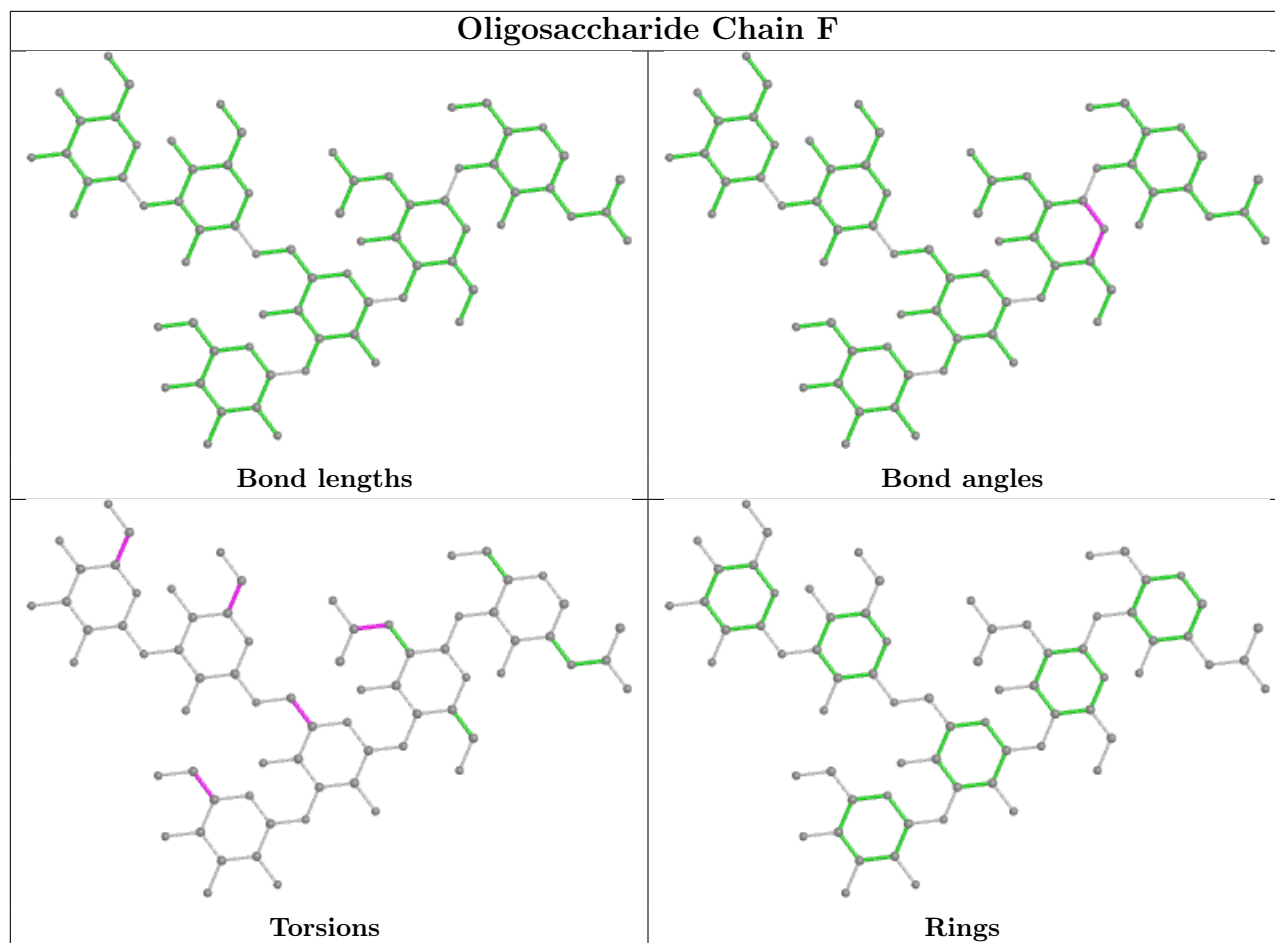 Oligosaccharide Chain F
Bond lengths
Bond angles
Torsions
Rings